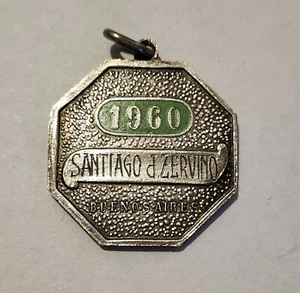 1960
SANTIAGO d ZERVINO
BUENOS AIRES